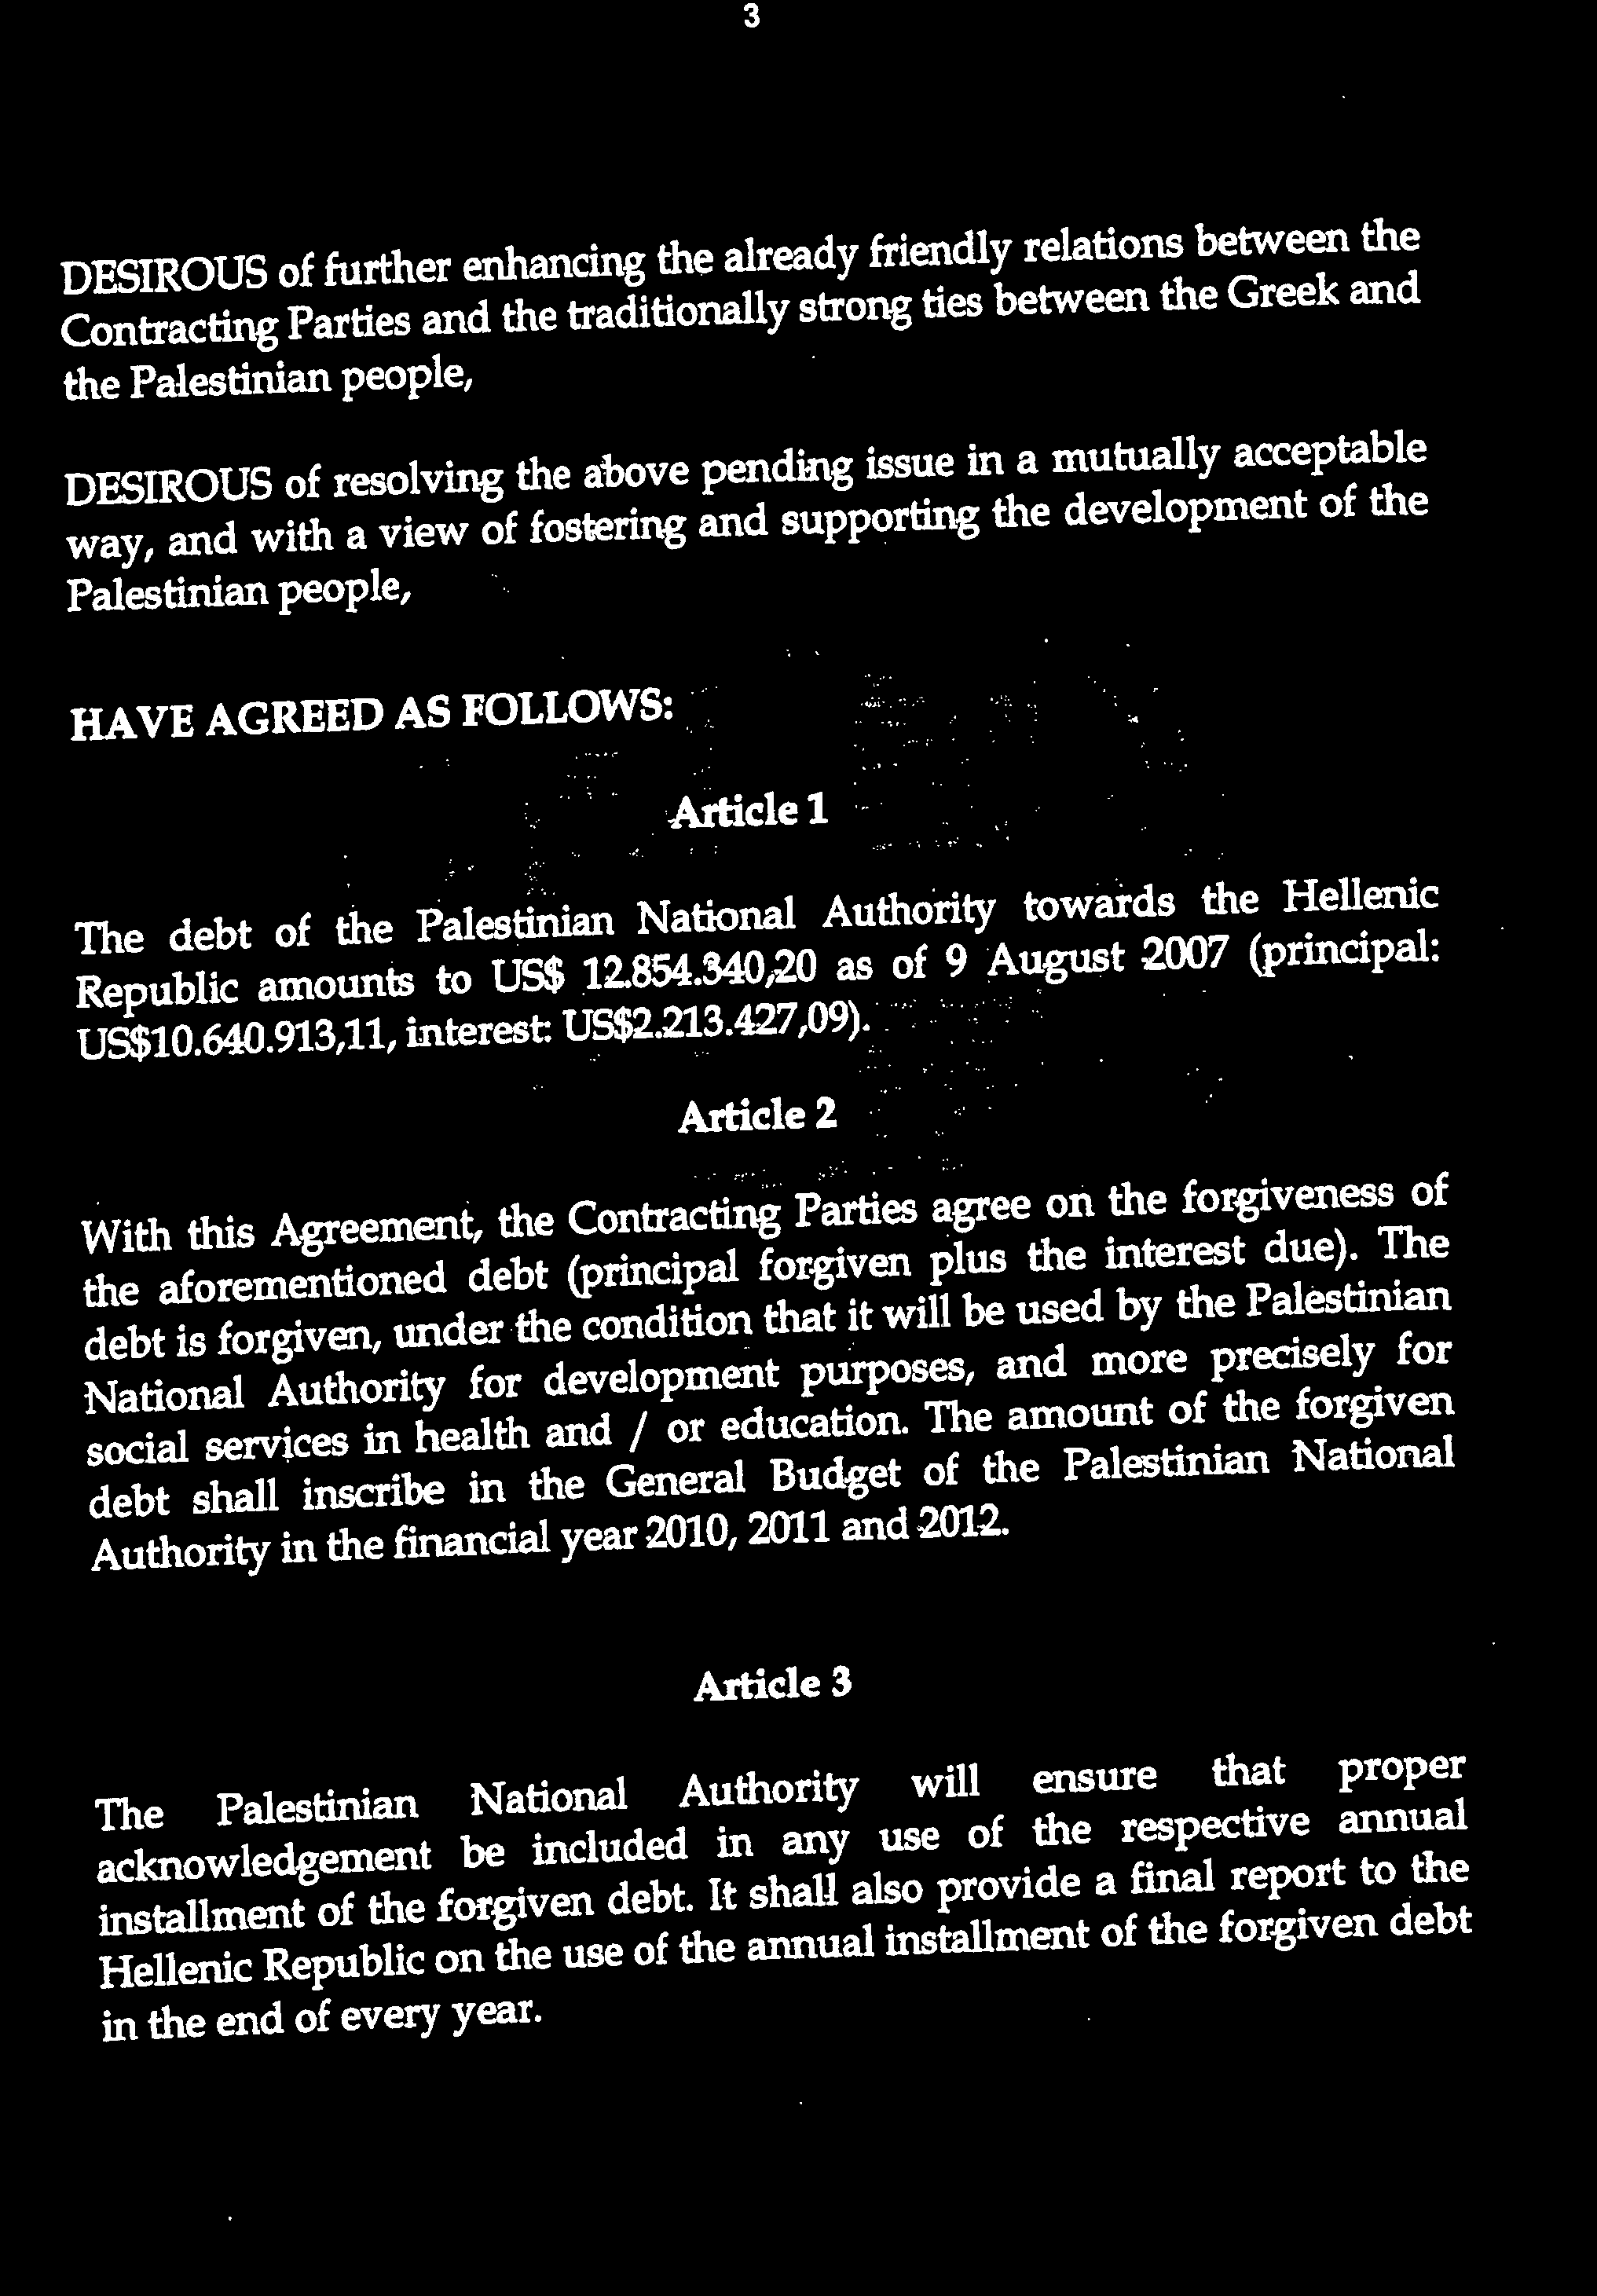 3
DESIROUS of further enhancing the already friendly relations between the
Contracting Parties and the traditionally strong ties between the Greek and
the Palestinian people,
DESIROUS of resolving the above pending issue in a mutually acceptable
way, and with a view of fostering and supporting the development of the
Palestinian people,
HAVE AGREED AS FOLLOWS:
Article 1
The debt of the Palestinian National Authority towards the Hellenic
Republic amounts to US$ 12.854.340,20 as of 9 August 2007 (principal:
US$10.640.913,11, interest: US$2.213.427,09).
Article 2
With this Agreement, the Contracting Parties agree on the forgiveness of
the aforementioned debt (principal forgiven plus the interest due). The
debt is forgiven, under the condition that it will be used by the Palestinian
National Authority for development purposes, and more precisely for
social services in health and / or education. The amount of the forgiven
debt shall inscribe in the General Budget of the Palestinian National
Authority in the financial year 2010, 2011 and 2012.
Article 3
The Palestinian National Authority will ensure that proper
acknowledgement be included in any use of the respective annual
installment of the forgiven debt. It shall also provide a final report to the
Hellenic Republic on the use of the annual installment of the forgiven debt
in the end of every year.